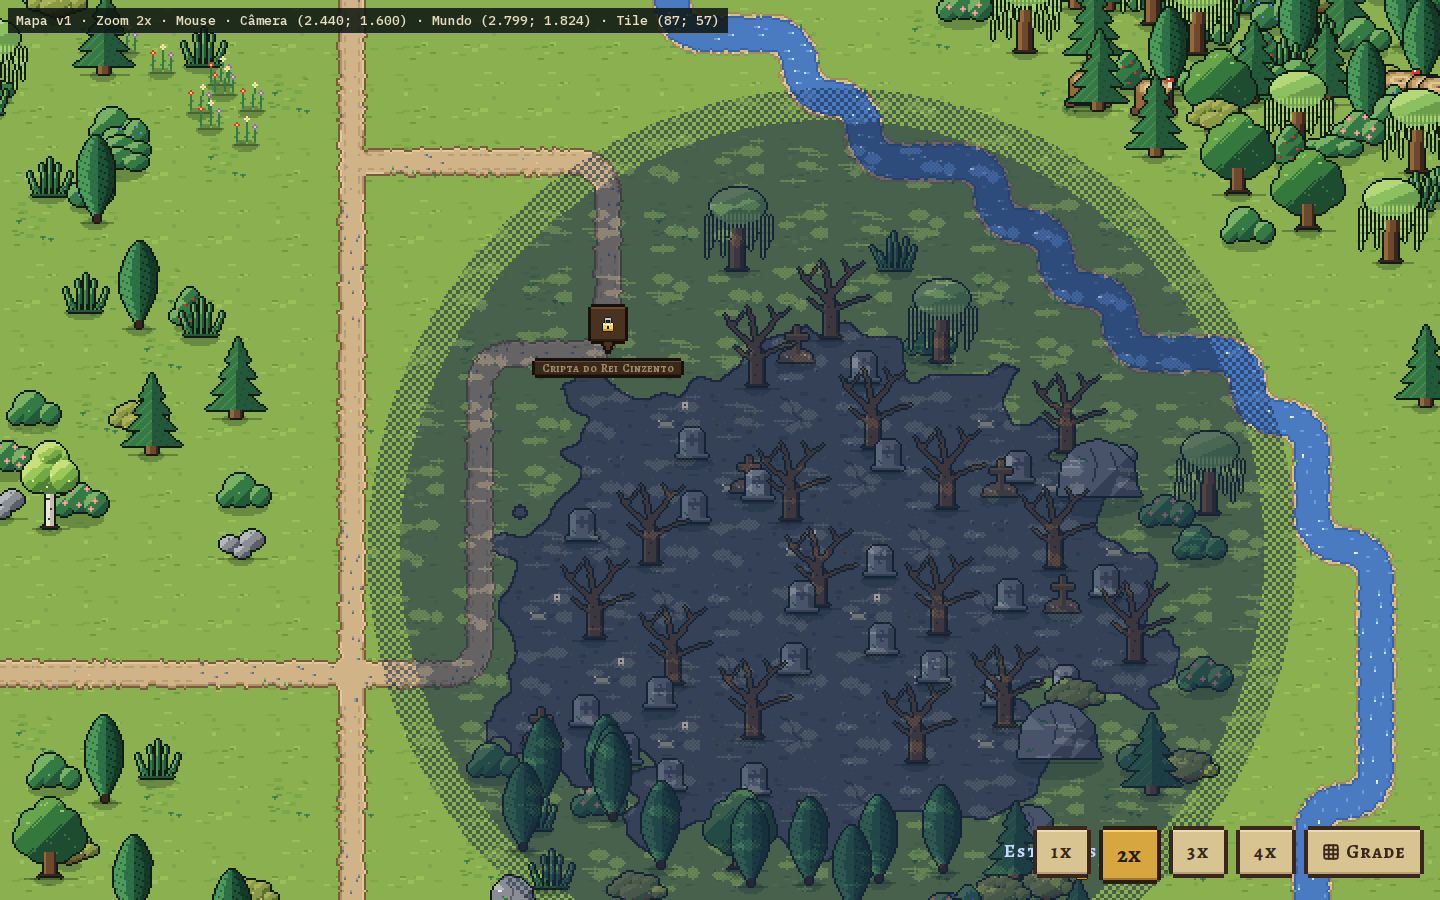 Mapa v1 · Zoom 2x · Mouse · Câmera (2.440; 1.600) · Mundo (2.799; 1.824) · Tile (87; 57)
Cripta do Rei Cinzento
1x
2x
3x
4x
Grade